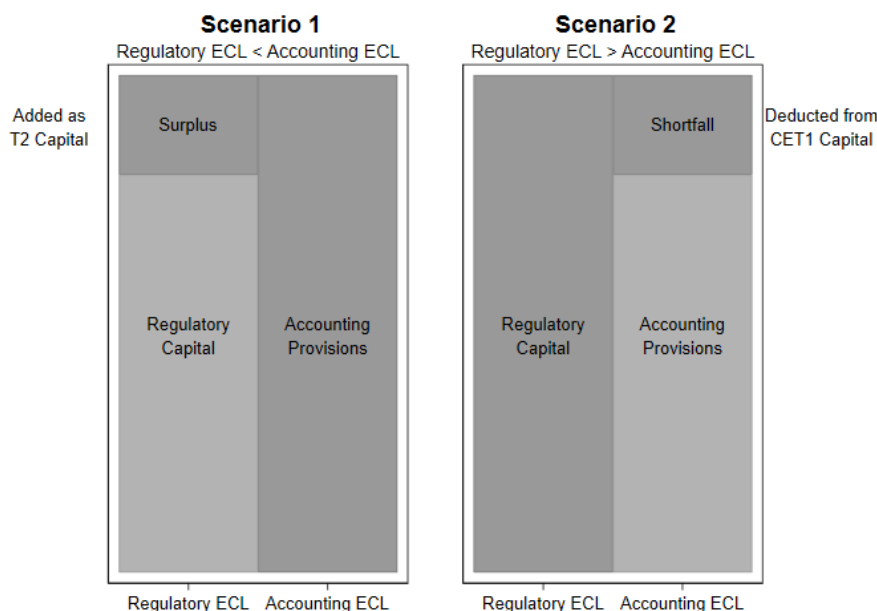 Scenario 1
Regulatory ECL < Accounting ECL
Added as
T2 Capital
Surplus
Regulatory
Capital
Accounting
Provisions
Regulatory ECL
Accounting ECL
Scenario 2
Regulatory ECL > Accounting ECL
Shortfall
Deducted from
CET1 Capital
Regulatory
Capital
Accounting
Provisions
Regulatory ECL
Accounting ECL